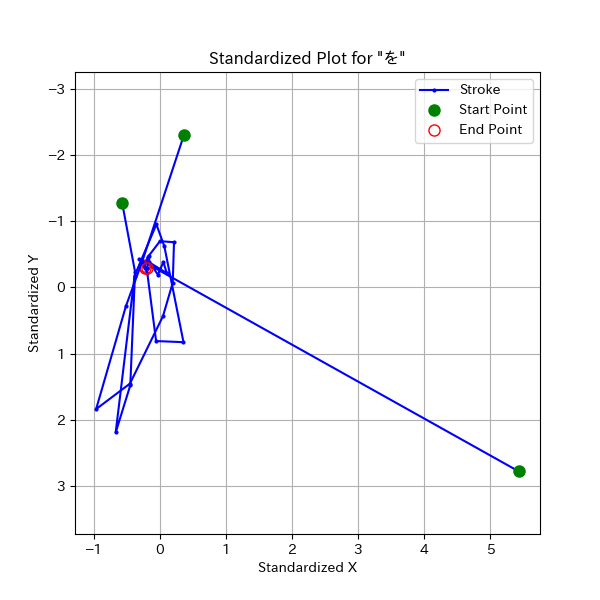 Standardized Plot for "を"
Stroke
Start Point
End Point
−3
−2
−1
0
1
2
3
Standardized Y
−1 0 1 2 3 4 5
Standardized X